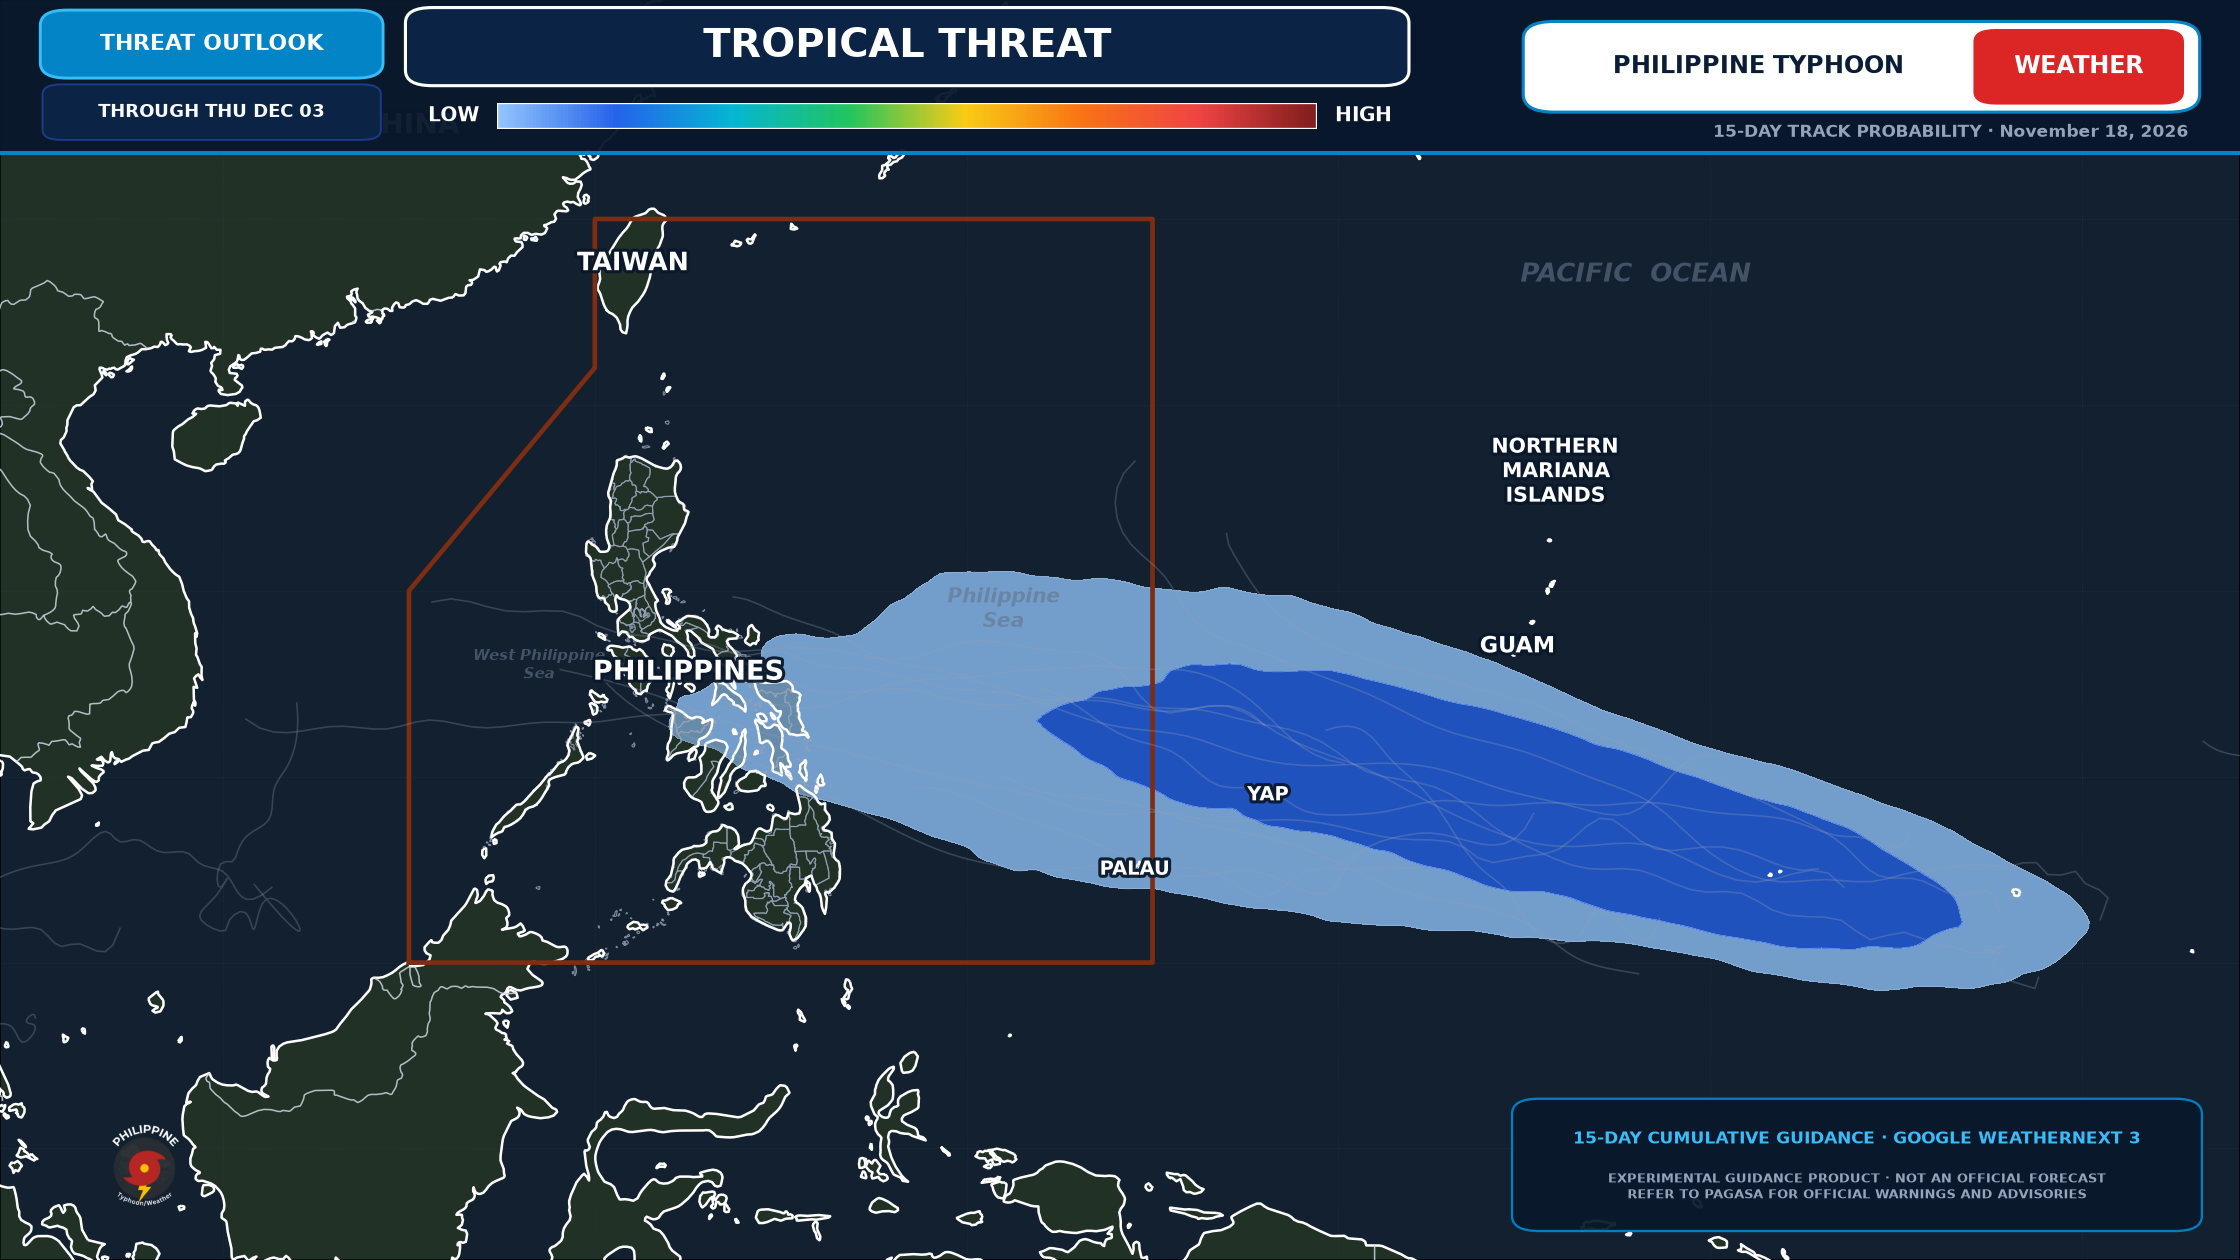 THREAT OUTLOOK
THROUGH THU DEC 03
TROPICAL THREAT
LOW
HIGH
PHILIPPINE TYPHOON
WEATHER
15-DAY TRACK PROBABILITY · November 18, 2026
TAIWAN
PACIFIC OCEAN
NORTHERN
MARIANA
ISLANDS
Philippine
Sea
GUAM
West Philippine
Sea
PHILIPPINES
YAP
PALAU
15-DAY CUMULATIVE GUIDANCE · GOOGLE WEATHERNEXT 3
EXPERIMENTAL GUIDANCE PRODUCT · NOT AN OFFICIAL FORECAST
REFER TO PAGASA FOR OFFICIAL WARNINGS AND ADVISORIES
PHILIPPINE
Typhoon/Weather